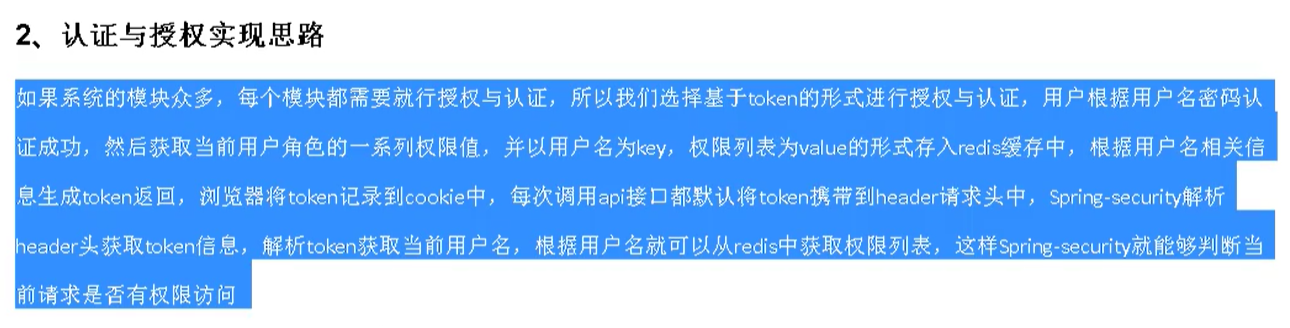 2、认证与授权实现思路
如果系统的模块众多，每个模块都需要就行授权与认证，所以我们选择基于token的形式进行授权与认证，用户根据用户名密码认
证成功，然后获取当前用户角色的一系列权限值，并以用户名为key，权限列表为value的形式存入redis缓存中，根据用户名相关信
息生成token返回，浏览器将token记录到cookie中，每次调用api接口都默认将token携带到header请求头中，Spring-security解析
header头获取token信息，解析token获取当前用户名，根据用户名就可以从redis中获取权限列表，这样Spring-security就能够判断当
前请求是否有权限访问